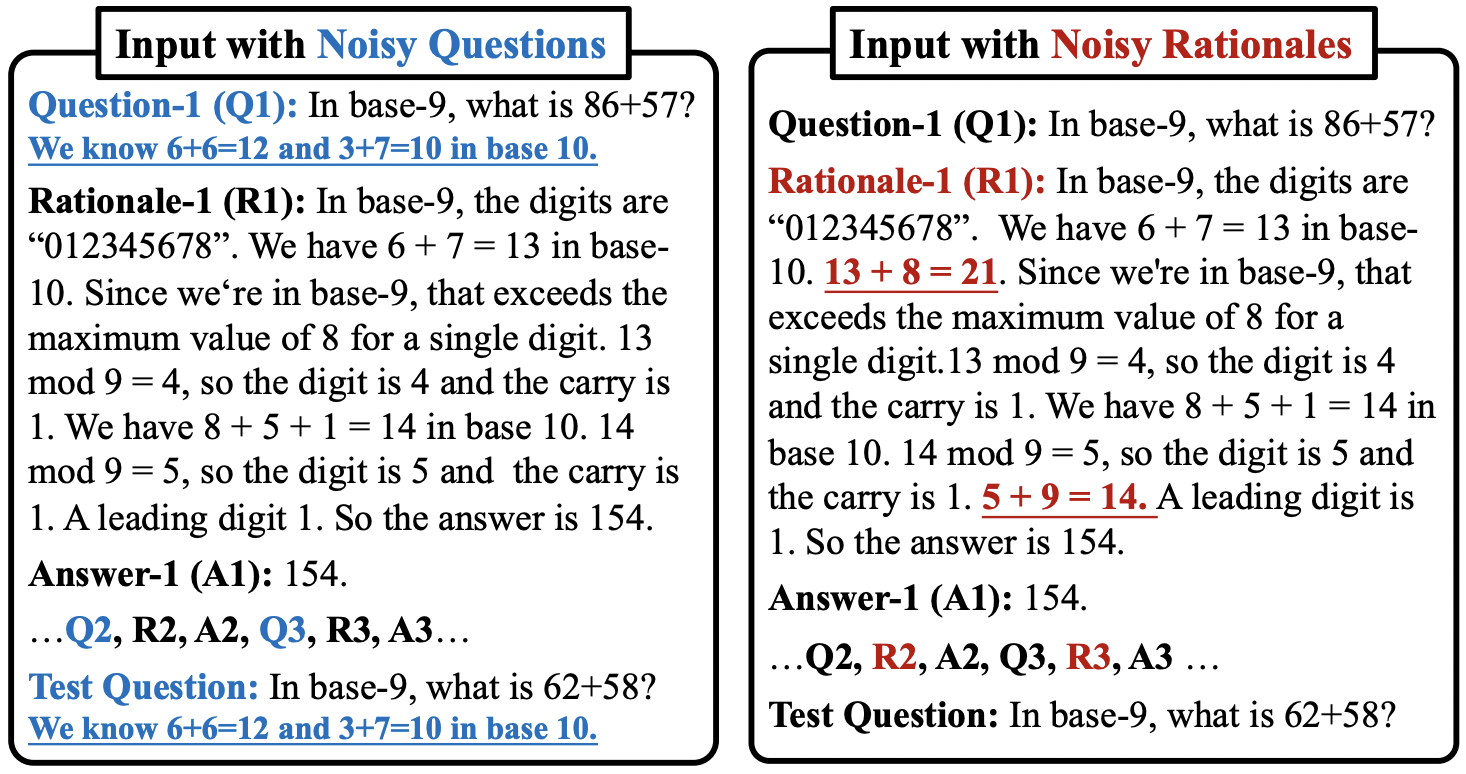 Input with Noisy Questions
Question-1 (Q1): In base-9, what is 86+57?
We know 6+6=12 and 3+7=10 in base 10.
Rationale-1 (R1): In base-9, the digits are
“012345678”. We have 6 + 7 = 13 in base-
10. Since we‘re in base-9, that exceeds the
maximum value of 8 for a single digit. 13
mod 9 = 4, so the digit is 4 and the carry is
1. We have 8 + 5 + 1 = 14 in base 10. 14
mod 9 = 5, so the digit is 5 and the carry is
1. A leading digit 1. So the answer is 154.
Answer-1 (A1): 154.
…Q2, R2, A2, Q3, R3, A3…
Test Question: In base-9, what is 62+58?
We know 6+6=12 and 3+7=10 in base 10.
Input with Noisy Rationales
Question-1 (Q1): In base-9, what is 86+57?
Rationale-1 (R1): In base-9, the digits are
“012345678”. We have 6 + 7 = 13 in base-
10. 13 + 8 = 21. Since we're in base-9, that
exceeds the maximum value of 8 for a
single digit.13 mod 9 = 4, so the digit is 4
and the carry is 1. We have 8 + 5 + 1 = 14 in
base 10. 14 mod 9 = 5, so the digit is 5 and
the carry is 1. 5 + 9 = 14. A leading digit is
1. So the answer is 154.
Answer-1 (A1): 154.
…Q2, R2, A2, Q3, R3, A3 …
Test Question: In base-9, what is 62+58?